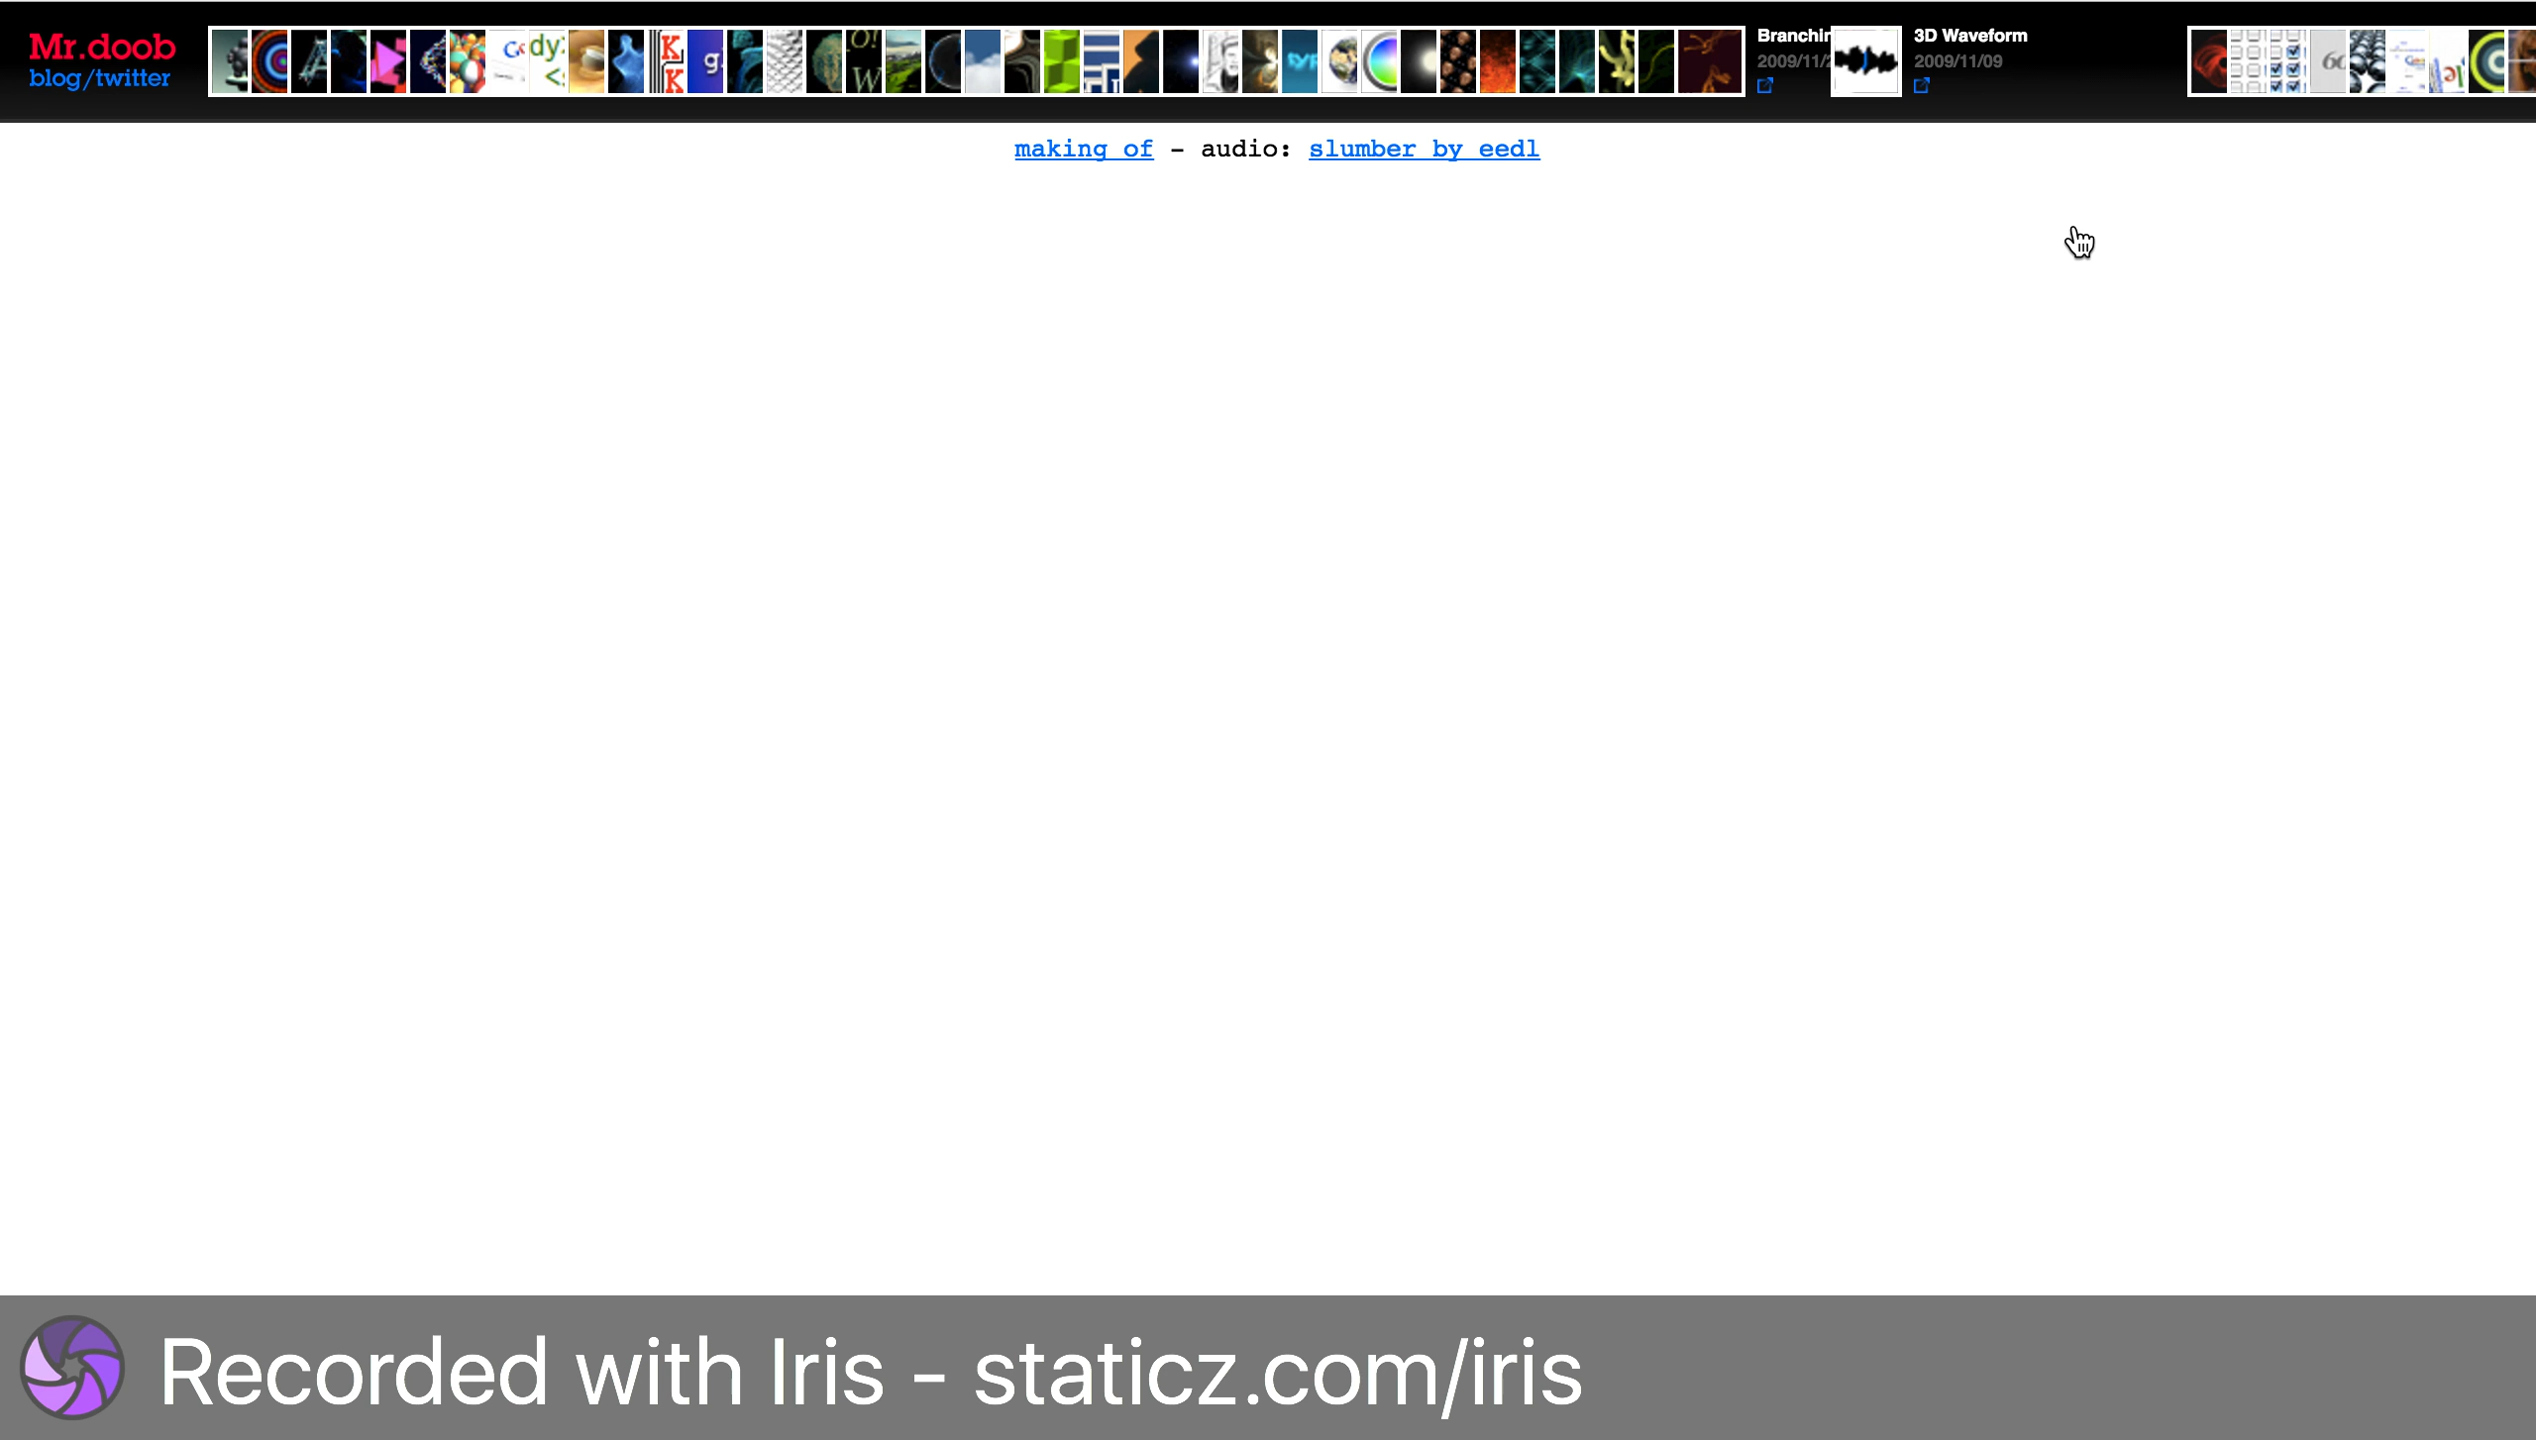 Mr.doob
blog/twitter
Branchin
2009/11/2
3D Waveform
2009/11/09
making of - audio: slumber by eedl
Recorded with Iris - staticz.com/iris